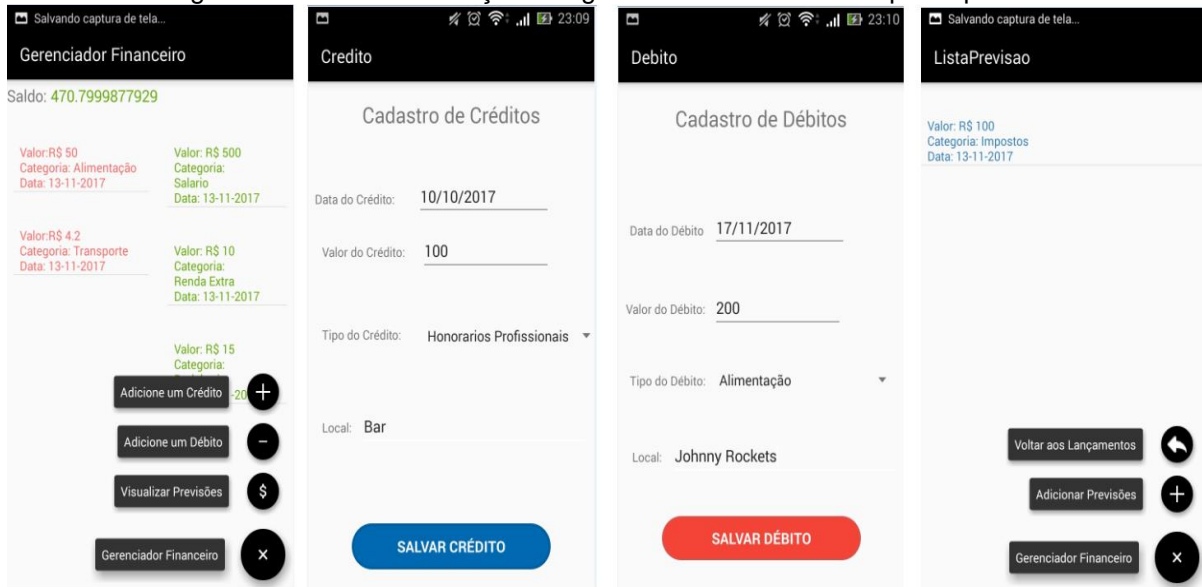 Salvando captura de tela...
Gerenciador Financeiro
Saldo: 470.7999877929
Valor:R$ 50
Categoria: Alimentação
Data: 13-11-2017
Valor:R$ 4.2
Categoria: Transporte
Data: 13-11-2017
Valor: R$ 500
Categoria:
Salario
Data: 13-11-2017
Valor: R$ 10
Categoria:
Renda Extra
Data: 13-11-2017
Valor: R$ 15
Categoria:
-20
Adicione um Crédito
Adicione um Débito
Visualizar Previsões
$
Gerenciador Financeiro
23:09
Credito
Cadastro de Créditos
Data do Crédito: 10/10/2017
Valor do Crédito: 100
Tipo do Crédito: Honorarios Profissionais
Local: Bar
SALVAR CRÉDITO
23:10
Debito
Cadastro de Débitos
Data do Débito 17/11/2017
Valor do Débito: 200
Tipo do Débito: Alimentação
Local: Johnny Rockets
SALVAR DÉBITO
Salvando captura de tela...
ListaPrevisao
Valor: R$ 100
Categoria: Impostos
Data: 13-11-2017
Voltar aos Lançamentos
Adicionar Previsões
Gerenciador Financeiro